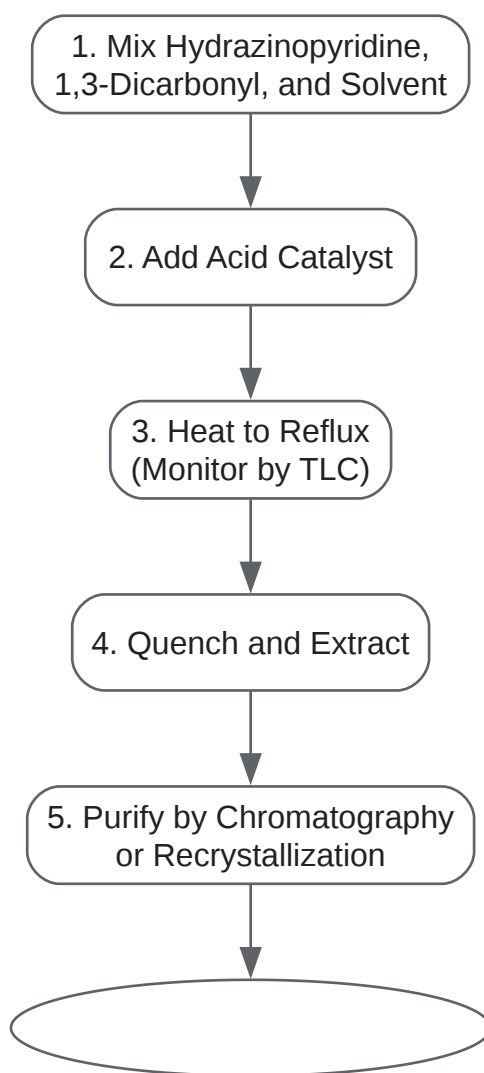 1. Mix Hydrazinopyridine,
1,3-Dicarbonyl, and Solvent
2. Add Acid Catalyst
3. Heat to Reflux
(Monitor by TLC)
4. Quench and Extract
5. Purify by Chromatography
or Recrystallization